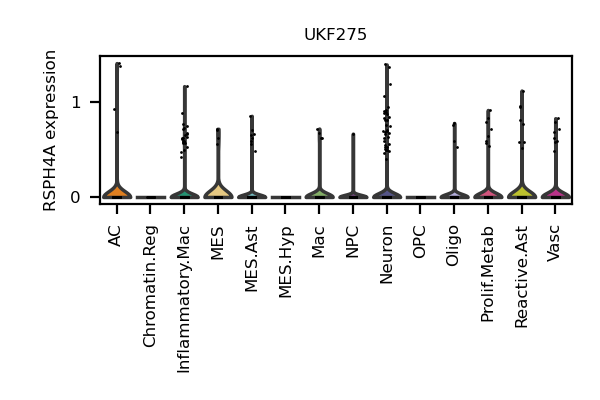 UKF275
RSPH4A expression
1
0
AC
Chromatin.Reg
Inflammatory.Mac
MES
MES.Ast
MES.Hyp
Mac
NPC
Neuron
OPC
Oligo
Prolif.Metab
Reactive.Ast
Vasc